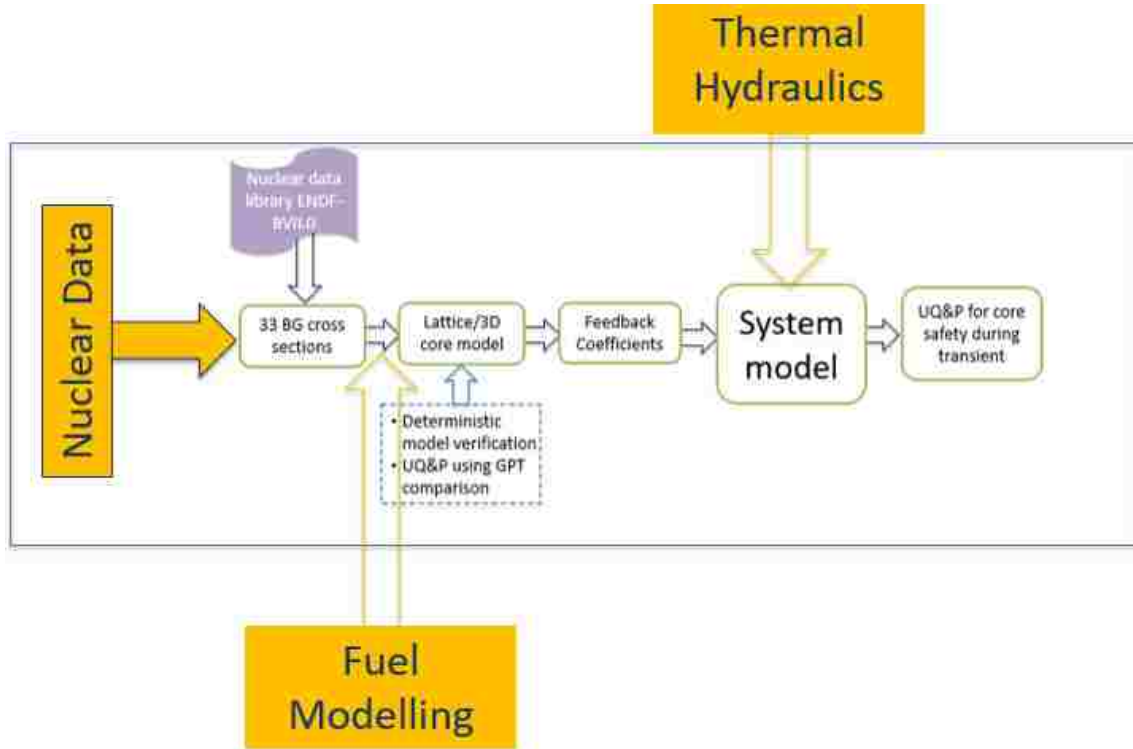 Thermal
Hydraulics
Nuclear Data
Nuclear data
library ENDF-
BVII.0
33 BG cross
sections
Lattice/3D
core model
Feedback
Coefficients
System
model
UQ&P for core
safety during
transient
• Deterministic
model verification
• UQ&P using GPT
comparison
Fuel
Modelling